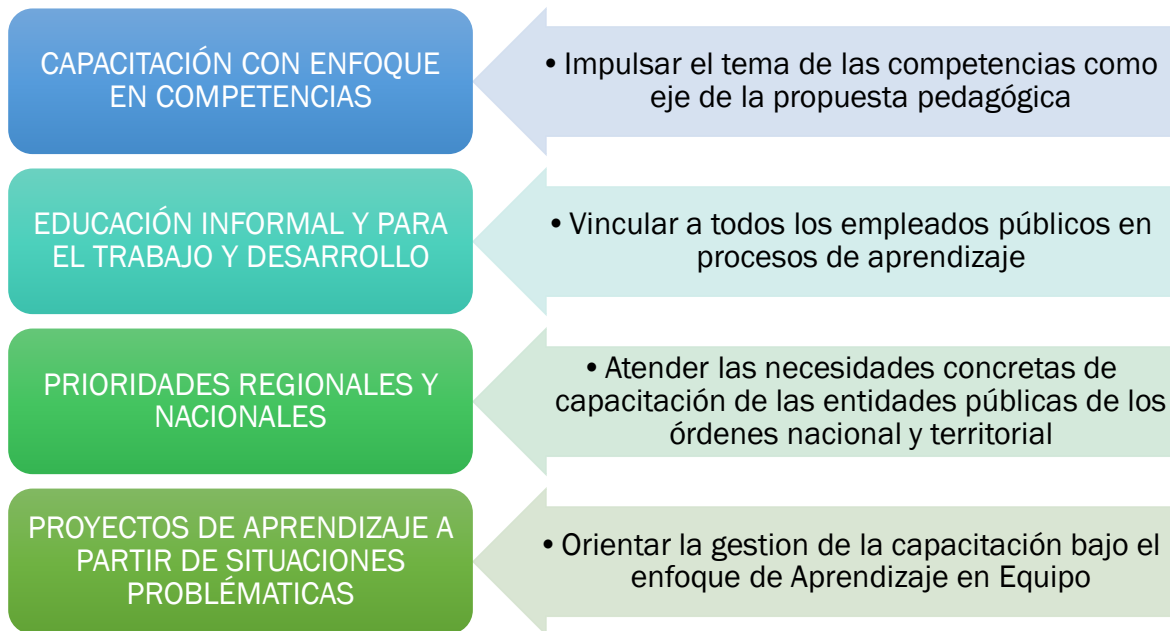 CAPACITACIÓN CON ENFOQUE
EN COMPETENCIAS
• Impulsar el tema de las competencias como
eje de la propuesta pedagógica
EDUCACIÓN INFORMAL Y PARA
EL TRABAJO Y DESARROLLO
• Vincular a todos los empleados públicos en
procesos de aprendizaje
PRIORIDADES REGIONALES Y
NACIONALES
• Atender las necesidades concretas de
capacitación de las entidades públicas de los
órdenes nacional y territorial
PROYECTOS DE APRENDIZAJE A
PARTIR DE SITUACIONES
PROBLÉMATICAS
• Orientar la gestion de la capacitación bajo el
enfoque de Aprendizaje en Equipo